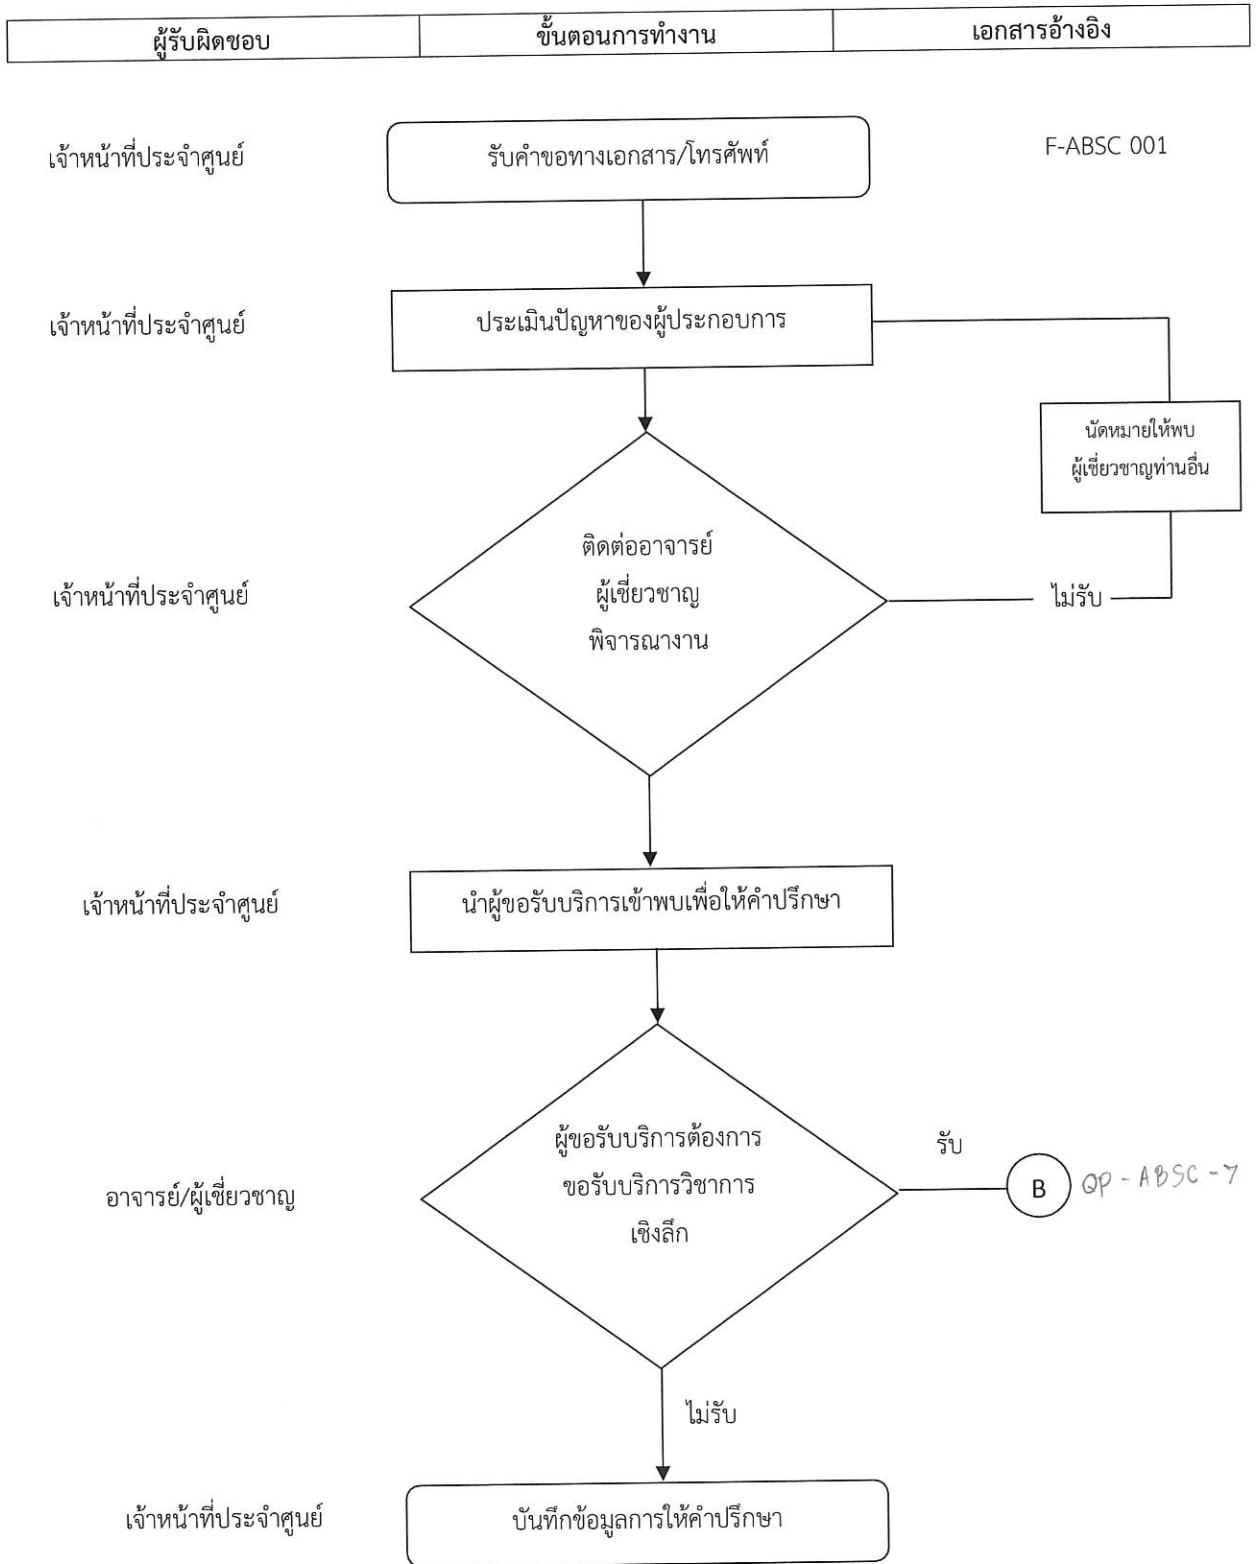 ผู้รับผิดชอบ ขั้นตอนการทำงาน เอกสารอ้างอิง
เจ้าหน้าที่ประจำศูนย์ รับคำขอทางเอกสาร/โทรศัพท์ F-ABSC 001
เจ้าหน้าที่ประจำศูนย์ ประเมินปัญหาของผู้ประกอบการ
นัดหมายให้พบ
ผู้เชี่ยวชาญท่านอื่น
ติดต่ออาจารย์
เจ้าหน้าที่ประจำศูนย์ ผู้เชี่ยวชาญ ไม่รับ
พิจารณางาน
เจ้าหน้าที่ประจำศูนย์ นำผู้ขอรับบริการเข้าพบเพื่อให้คำปรึกษา
ผู้ขอรับบริการต้องการ รับ
อาจารย์/ผู้เชี่ยวชาญ ขอรับบริการวิชาการ B QP-ABSC-7
เชิงลึก
ไม่รับ
เจ้าหน้าที่ประจำศูนย์ บันทึกข้อมูลการให้คำปรึกษา